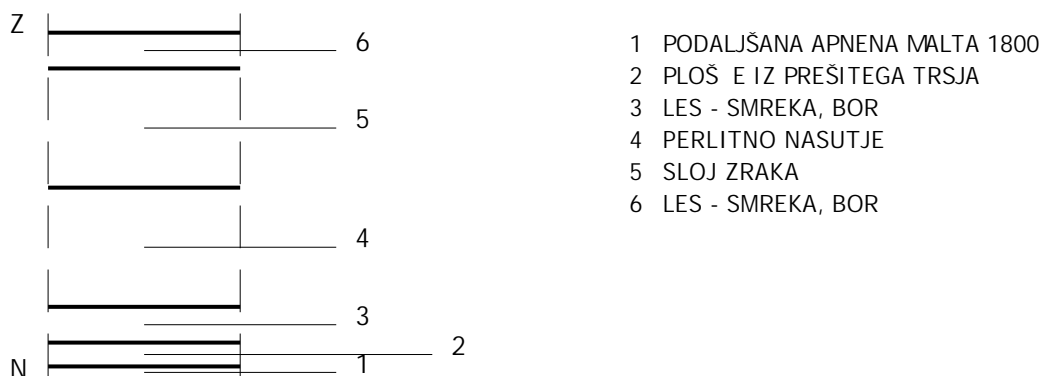 Z
6
5
4
3
2
1
N
1 PODALJŠANA APNENA MALTA 1800
2 PLOŠ E IZ PREŠITEGA TRSJA
3 LES - SMREKA, BOR
4 PERLITNO NASUTJE
5 SLOJ ZRAKA
6 LES - SMREKA, BOR